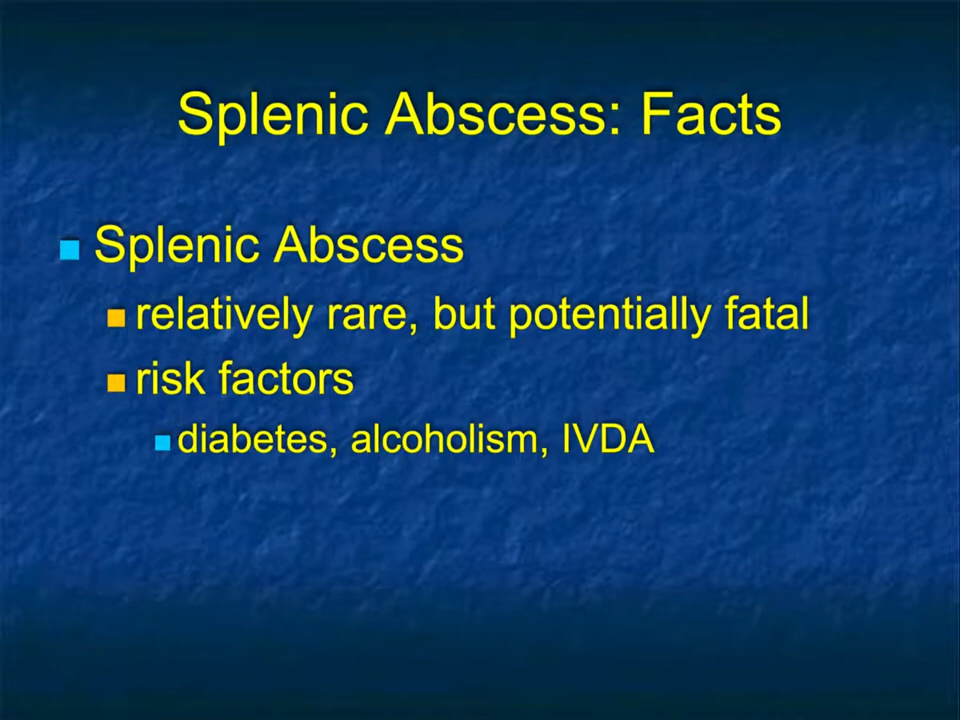 Splenic Abscess: Facts
Splenic Abscess
relatively rare, but potentially fatal
risk factors
diabetes, alcoholism, IVDA